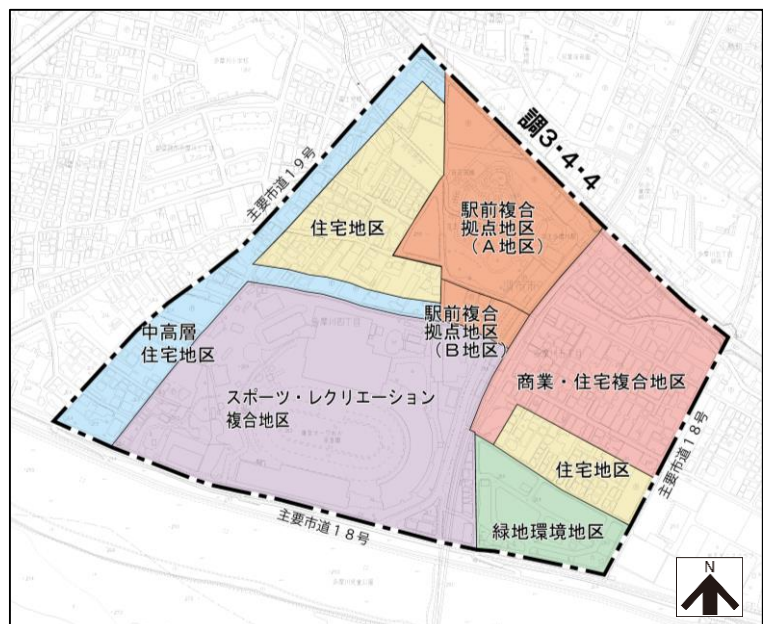 調3・4・4
主要市道19号
住宅地区
駅前複合
拠点地区
（A地区）
駅前複合
拠点地区
（B地区）
中高層
住宅地区
スポーツ・レクリエーション
複合地区
商業・住宅複合地区
住宅地区
主要市道18号
緑地環境地区
主要市道18号
N